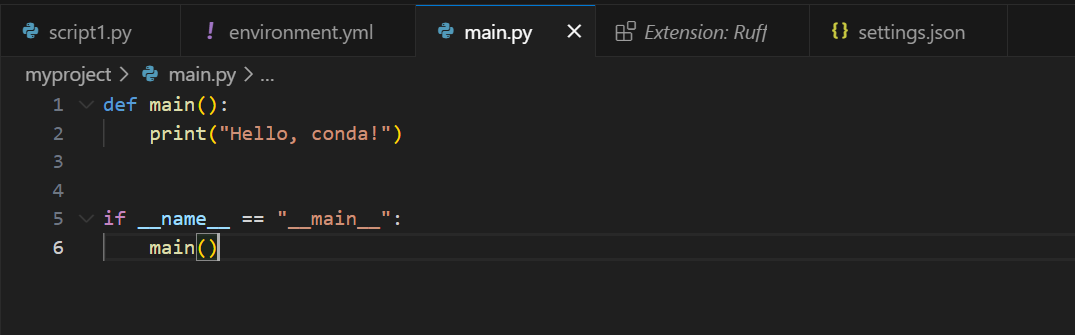 script1.py ! environment.yml main.py Extension: Ruff {} settings.json
myproject > main.py > ...
1 def main():
2     print("Hello, conda!")
3
4
5 if __name__ == "__main__":
6     main()